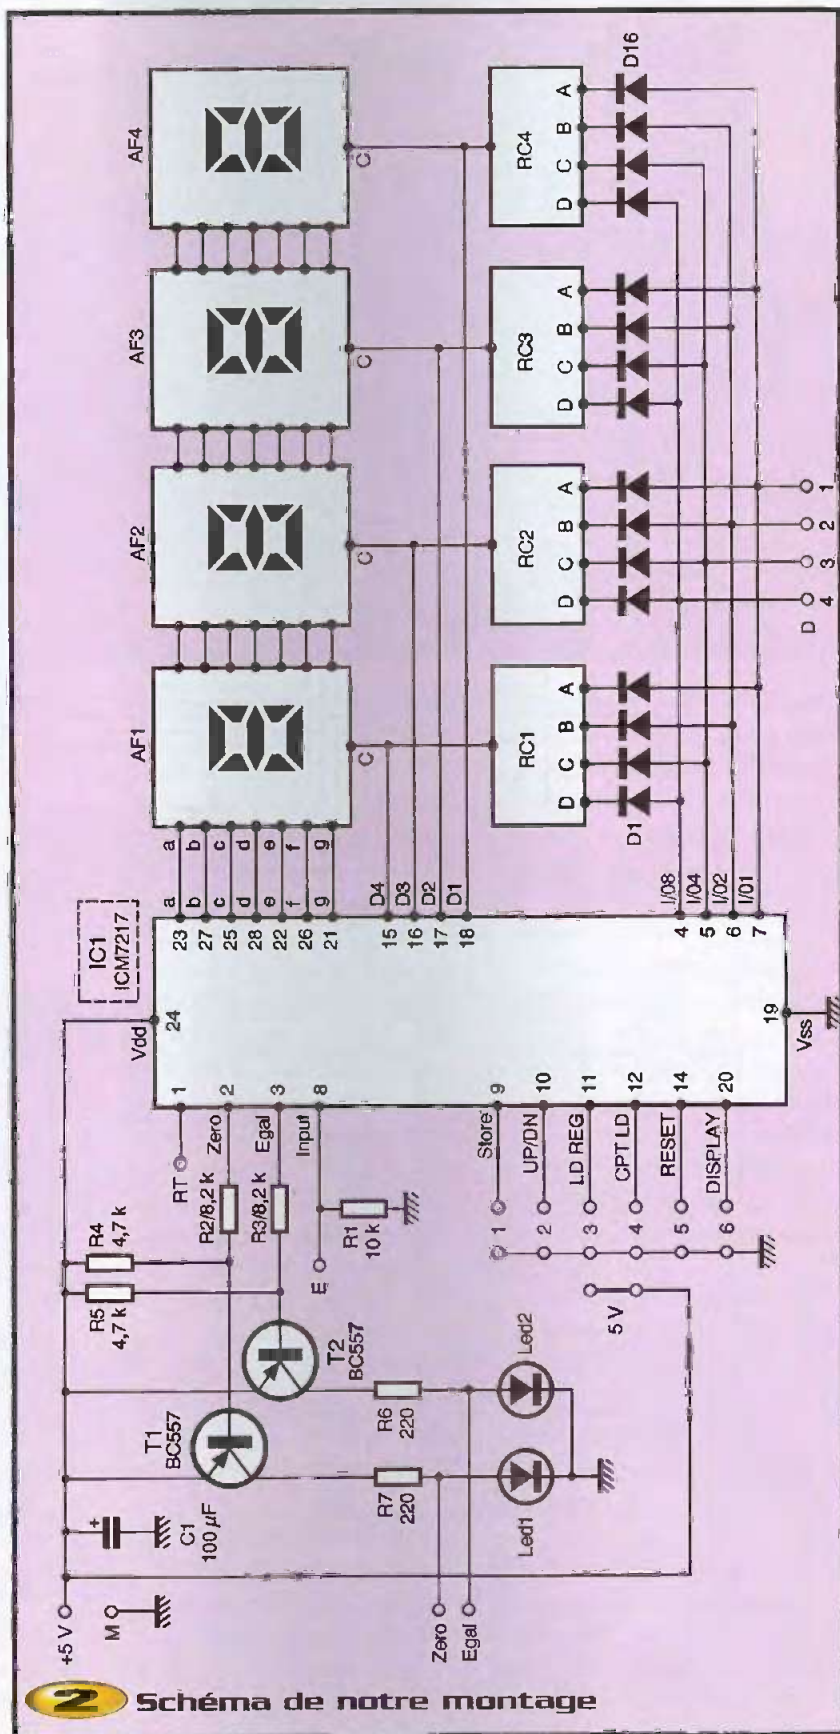 2 Schéma de notre montage
+5 V
M
C1
100 µF
Zero
Egal
T1
BC557
T2
BC557
R5
4,7 k
R4
4,7 k
R7
220
R6
220
Led1
Led2
5 V
RT
Zero
R2/8,2 k
Egal
R3/8,2 k
Input
E
R1
10 k
1
2
3
8
Store
UP/DN
LD REG
CPT LD
RESET
DISPLAY
1
2
3
4
5
6
9
10
11
12
14
20
IC1
ICM7217
Vdd
24
19
Vss
23
27
25
28
22
26
21
a
b
c
d
e
f
g
a
b
c
d
e
f
g
15
16
17
18
D4
D3
D2
D1
4
5
6
7
I/08
I/04
I/02
I/01
AF1
AF2
AF3
AF4
C
C
C
C
RC1
D C B A
RC2
D C B A
RC3
D C B A
RC4
D C B A
D1
D16
D
4 3 2 1